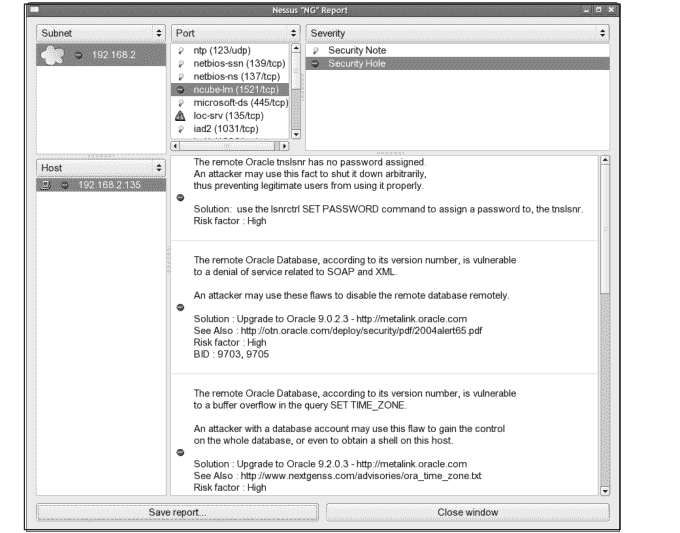 Nessus "NG" Report
Subnet
192.168.2
Port
ntp (123/udp)
netbios-ssn (139/tcp)
netbios-ns (137/tcp)
ncube-lm (1521/tcp)
microsoft-ds (445/tcp)
loc-srv (135/tcp)
iad2 (1031/tcp)
Severity
Security Note
Security Hole
Host
192.168.2.135
The remote Oracle tnslsnr has no password assigned.
An attacker may use this fact to shut it down arbitrarily,
thus preventing legitimate users from using it properly.
Solution: use the lsnrctl SET PASSWORD command to assign a password to, the tnslsnr.
Risk factor : High
The remote Oracle Database, according to its version number, is vulnerable
to a denial of service related to SOAP and XML.
An attacker may use these flaws to disable the remote database remotely.
Solution : Upgrade to Oracle 9.0.2.3 - http://metalink.oracle.com
See Also : http://otn.oracle.com/deploy/security/pdf/2004alert65.pdf
Risk factor : High
BID : 9703, 9705
The remote Oracle Database, according to its version number, is vulnerable
to a buffer overflow in the query SET TIME_ZONE.
An attacker with a database account may use this flaw to gain the control
on the whole database, or even to obtain a shell on this host.
Solution : Upgrade to Oracle 9.2.0.3 - http://metalink.oracle.com
See Also : http://www.nextgenss.com/advisories/ora_time_zone.txt
Risk factor : High
Save report...
Close window